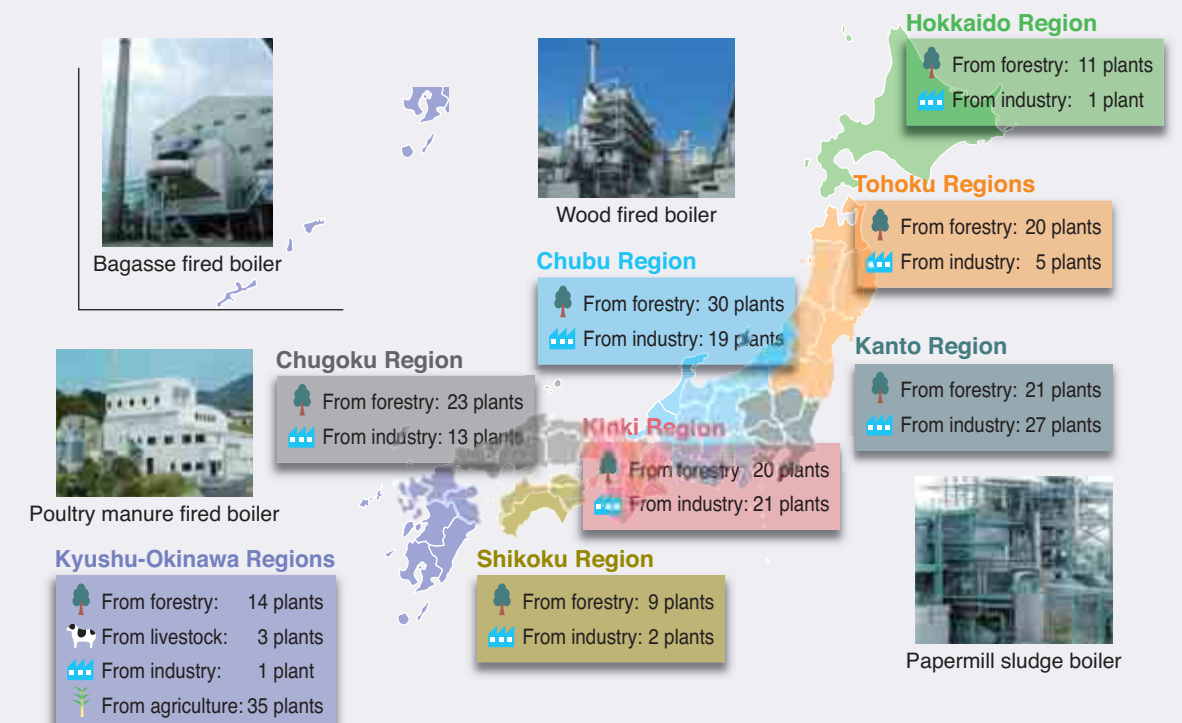 Hokkaido Region
From forestry: 11 plants
From industry: 1 plant
Bagasse fired boiler
Wood fired boiler
Tohoku Regions
From forestry: 20 plants
From industry: 5 plants
Chubu Region
From forestry: 30 plants
From industry: 19 plants
Kanto Region
From forestry: 21 plants
From industry: 27 plants
Chugoku Region
From forestry: 23 plants
From industry: 13 plants
Kinki Region
From forestry: 20 plants
From industry: 21 plants
Poultry manure fired boiler
Kyushu-Okinawa Regions
From forestry: 14 plants
From livestock: 3 plants
From industry: 1 plant
From agriculture: 35 plants
Shikoku Region
From forestry: 9 plants
From industry: 2 plants
Papermill sludge boiler